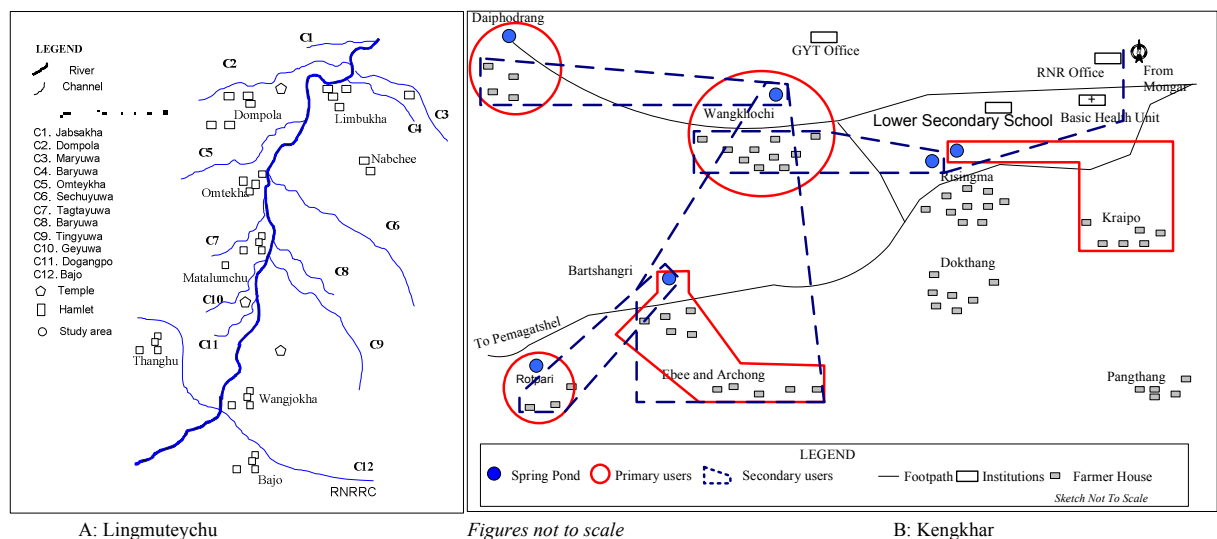 LEGEND
River
Channel
C1. Jabsakha
C2. Dompola
C3. Maryuwa
C4. Baryuwa
C5. Omteykha
C6. Sechuyuwa
C7. Tagtayuwa
C8. Baryuwa
C9. Tingyuwa
C10. Geyuwa
C11. Dogangpo
C12. Bajo
Temple
Hamlet
Study area
C1
C2
Dompola
Limbukha
C3
C4
C5
Nabchee
Omtekha
C6
C7
Matalumchu
C8
C10
C11
C9
Thanghu
Wangjokha
C12
Bajo
RNRRC
Daiphodrang
GYT Office
RNR Office
From
Mongar
Wangkhochi
Lower Secondary School
Basic Health Unit
Risingma
Kraipo
Bartshangri
Dokthang
To Pemagatshel
Rotpari
Ebee and Archong
Pangthang
LEGEND
Spring Pond
Primary users
Secondary users
Footpath
Institutions
Farmer House
Sketch Not To Scale
A: Lingmuteychu
Figures not to scale
B: Kengkhar